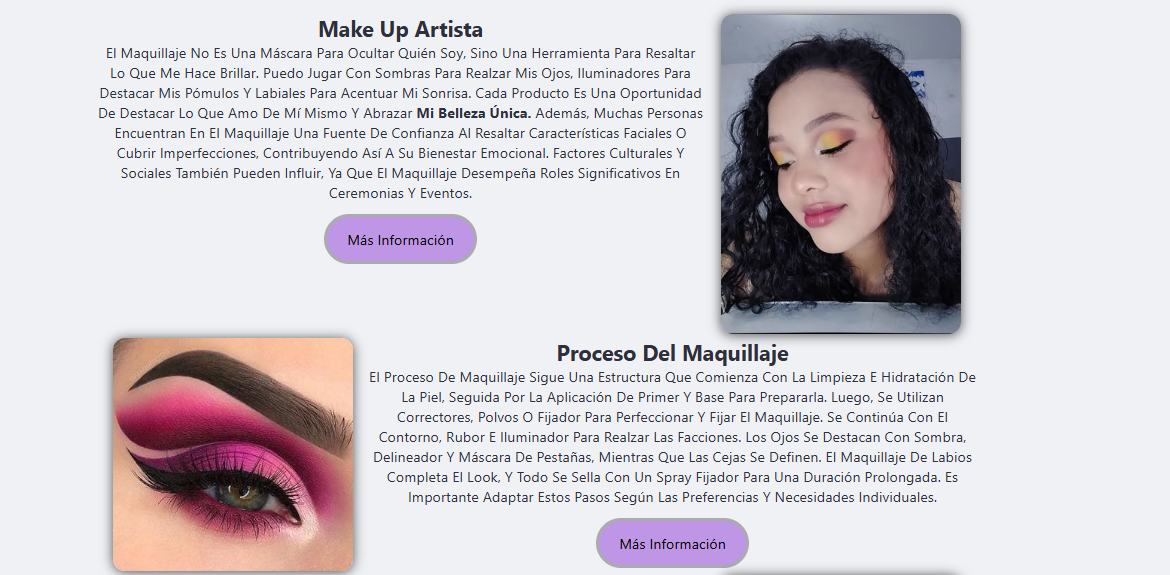 Make Up Artista
El Maquillaje No Es Una Máscara Para Ocultar Quién Soy, Sino Una Herramienta Para Resaltar
Lo Que Me Hace Brillar. Puedo Jugar Con Sombras Para Realzar Mis Ojos, Iluminadores Para
Destacar Mis Pómulos Y Labiales Para Acentuar Mi Sonrisa. Cada Producto Es Una Oportunidad
De Destacar Lo Que Amo De Mí Mismo Y Abrazar Mi Belleza Única. Además, Muchas Personas
Encuentran En El Maquillaje Una Fuente De Confianza Al Resaltar Características Faciales O
Cubrir Imperfecciones, Contribuyendo Así A Su Bienestar Emocional. Factores Culturales Y
Sociales También Pueden Influir, Ya Que El Maquillaje Desempeña Roles Significativos En
Ceremonias Y Eventos.
Más Información
Proceso Del Maquillaje
El Proceso De Maquillaje Sigue Una Estructura Que Comienza Con La Limpieza E Hidratación De
La Piel, Seguida Por La Aplicación De Primer Y Base Para Prepararla. Luego, Se Utilizan
Correctores, Polvos O Fijador Para Perfeccionar Y Fijar El Maquillaje. Se Continúa Con El
Contorno, Rubor E Iluminador Para Realzar Las Facciones. Los Ojos Se Destacan Con Sombra,
Delineador Y Máscara De Pestañas, Mientras Que Las Cejas Se Definen. El Maquillaje De Labios
Completa El Look, Y Todo Se Sella Con Un Spray Fijador Para Una Duración Prolongada. Es
Importante Adaptar Estos Pasos Según Las Preferencias Y Necesidades Individuales.
Más Información